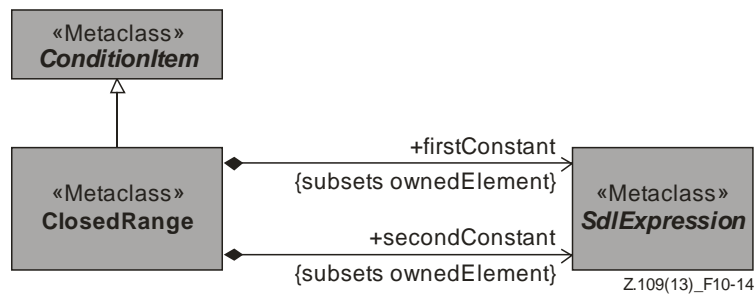 «Metaclass»
ConditionItem
+firstConstant
{subsets ownedElement}
«Metaclass»
ClosedRange
«Metaclass»
SdlExpression
+secondConstant
{subsets ownedElement}
Z.109(13)_F10-14